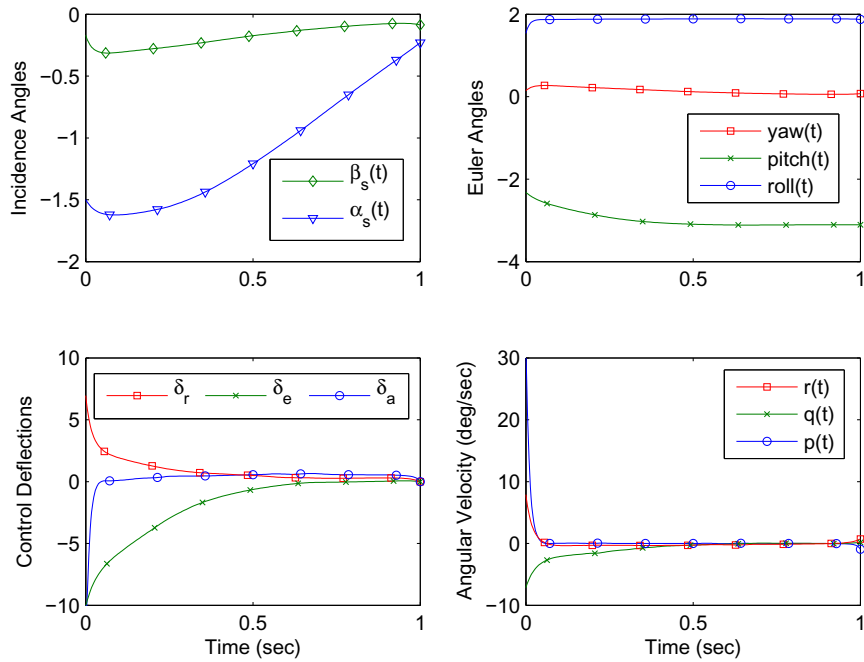 0
−0.5
−1
−1.5
−2
0 0.5 1
Incidence Angles
β_s(t)
α_s(t)
2
0
−2
−4
0 0.5 1
Euler Angles
yaw(t)
pitch(t)
roll(t)
10
5
0
−5
−10
0 0.5 1
Control Deflections
Time (sec)
δ_r δ_e δ_a
30
20
10
0
−10
0 0.5 1
Angular Velocity (deg/sec)
Time (sec)
r(t)
q(t)
p(t)